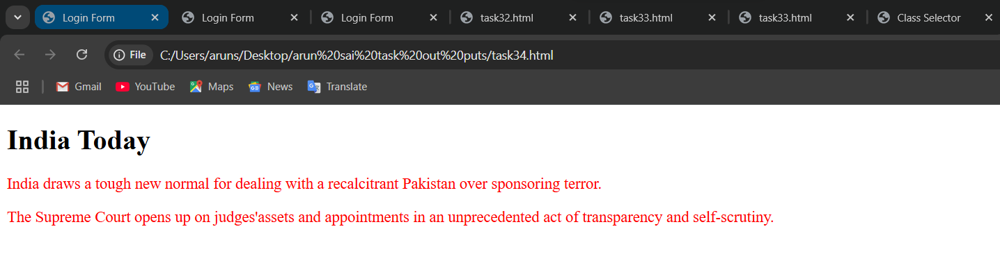 Login Form Login Form Login Form task32.html task33.html task33.html Class Selector
File C:/Users/aruns/Desktop/arun%20sai%20task%20out%20puts/task34.html
Gmail YouTube Maps News Translate
India Today
India draws a tough new normal for dealing with a recalcitrant Pakistan over sponsoring terror.
The Supreme Court opens up on judges'assets and appointments in an unprecedented act of transparency and self-scrutiny.